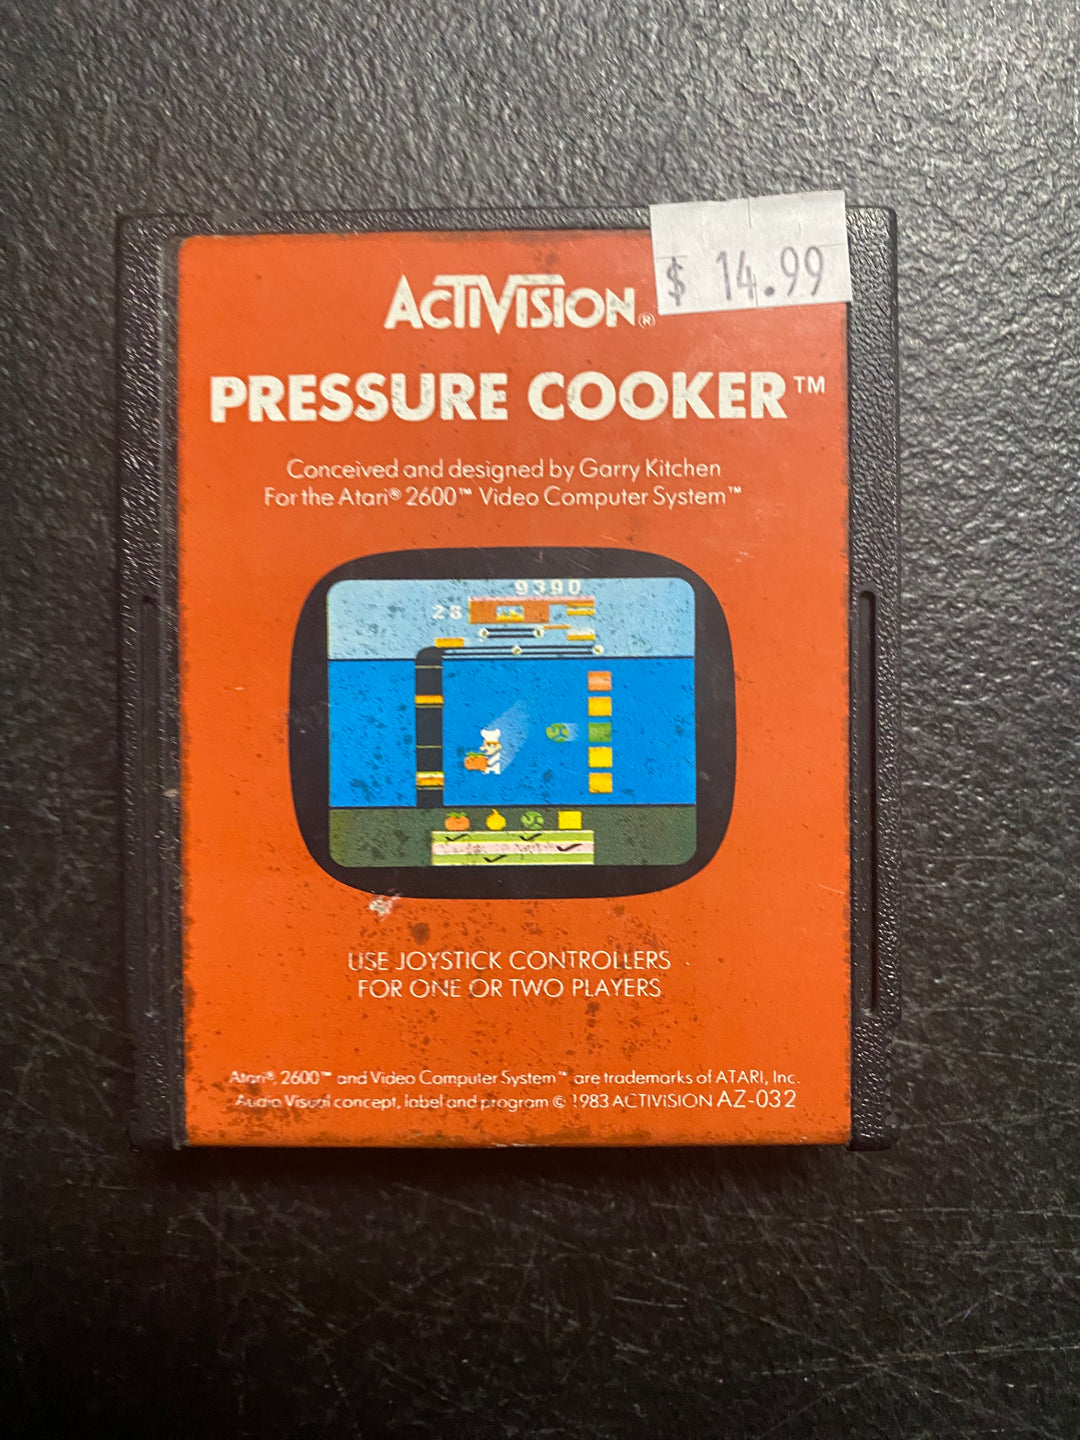 $ 14.99
ACTIVISION®
PRESSURE COOKER™
Conceived and designed by Garry Kitchen
For the Atari® 2600™ Video Computer System™
9390
28
USE JOYSTICK CONTROLLERS
FOR ONE OR TWO PLAYERS
Atari®, 2600™ and Video Computer System™ are trademarks of ATARI, Inc.
Audio Visual concept, label and program © 1983 ACTIVISION AZ-032